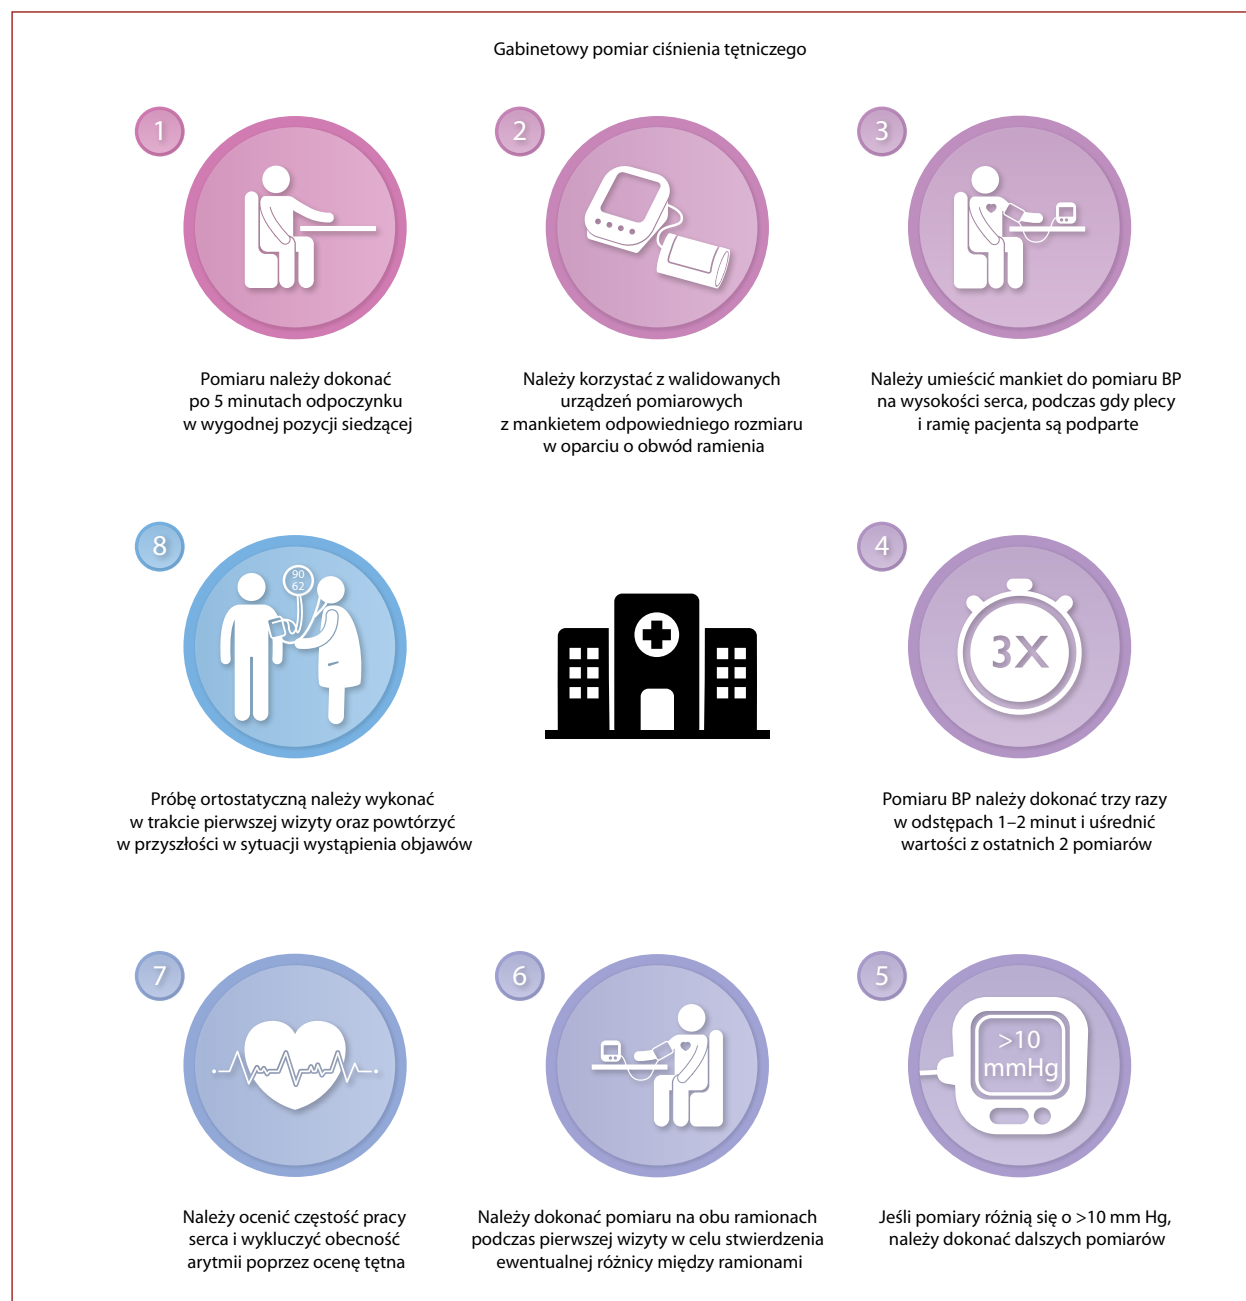 Gabinetowy pomiar ciśnienia tętniczego
1
Pomiaru należy dokonać
po 5 minutach odpoczynku
w wygodnej pozycji siedzącej
2
Należy korzystać z walidowanych
urządzeń pomiarowych
z mankietem odpowiedniego rozmiaru
w oparciu o obwód ramienia
3
Należy umieścić mankiet do pomiaru BP
na wysokości serca, podczas gdy plecy
i ramię pacjenta są podparte
4
3X
Pomiaru BP należy dokonać trzy razy
w odstępach 1–2 minut i uśrednić
wartości z ostatnich 2 pomiarów
5
>10
mmHg
Jeśli pomiary różnią się o >10 mm Hg,
należy dokonać dalszych pomiarów
6
Należy dokonać pomiaru na obu ramionach
podczas pierwszej wizyty w celu stwierdzenia
ewentualnej różnicy między ramionami
7
Należy ocenić częstość pracy
serca i wykluczyć obecność
arytmii poprzez ocenę tętna
8
90
62
Próbę ortostatyczną należy wykonać
w trakcie pierwszej wizyty oraz powtórzyć
w przyszłości w sytuacji wystąpienia objawów